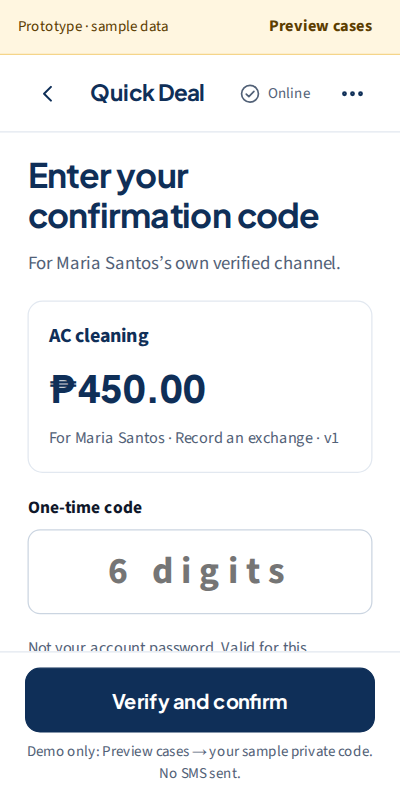 Prototype · sample data
Preview cases
Quick Deal
Online
Enter your
confirmation code
For Maria Santos’s own verified channel.
AC cleaning
₱450.00
For Maria Santos · Record an exchange · v1
One-time code
6 digits
Not your account password. Valid for this
Verify and confirm
Demo only: Preview cases → your sample private code.
No SMS sent.